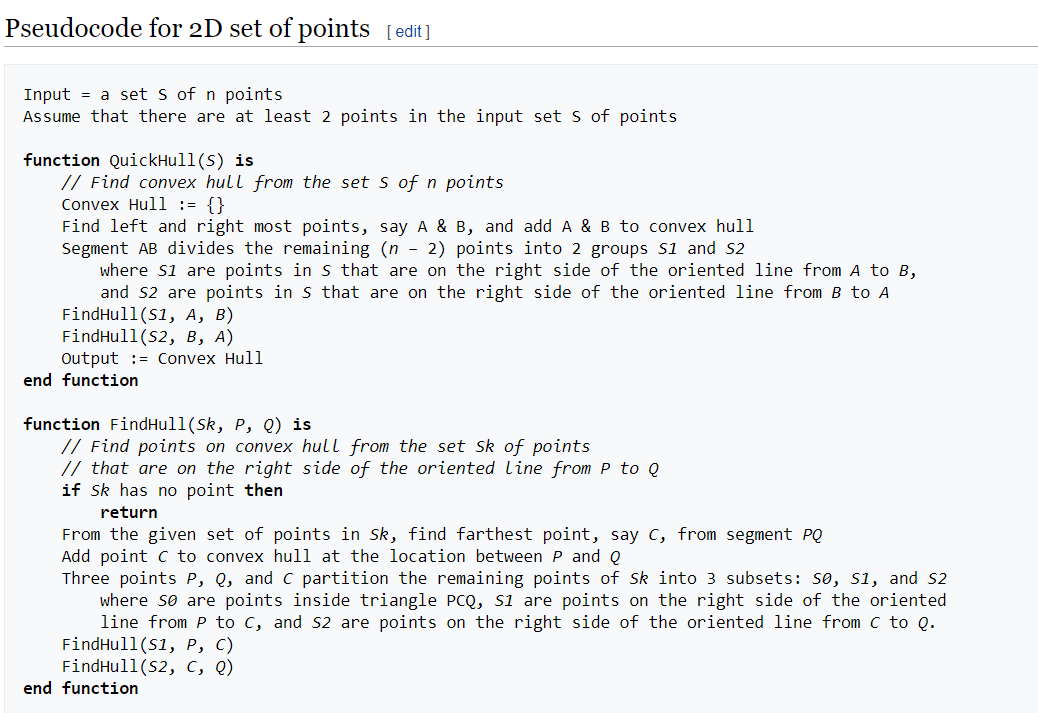 Pseudocode for 2D set of points [ edit ]
Input = a set S of n points
Assume that there are at least 2 points in the input set S of points
function QuickHull(S) is
// Find convex hull from the set S of n points
Convex Hull := {}
Find left and right most points, say A & B, and add A & B to convex hull
Segment AB divides the remaining (n − 2) points into 2 groups S1 and S2
where S1 are points in S that are on the right side of the oriented line from A to B,
and S2 are points in S that are on the right side of the oriented line from B to A
FindHull(S1, A, B)
FindHull(S2, B, A)
Output := Convex Hull
end function
function FindHull(Sk, P, Q) is
// Find points on convex hull from the set Sk of points
// that are on the right side of the oriented line from P to Q
if Sk has no point then
return
From the given set of points in Sk, find farthest point, say C, from segment PQ
Add point C to convex hull at the location between P and Q
Three points P, Q, and C partition the remaining points of Sk into 3 subsets: S0, S1, and S2
where S0 are points inside triangle PCQ, S1 are points on the right side of the oriented
line from P to C, and S2 are points on the right side of the oriented line from C to Q.
FindHull(S1, P, C)
FindHull(S2, C, Q)
end function